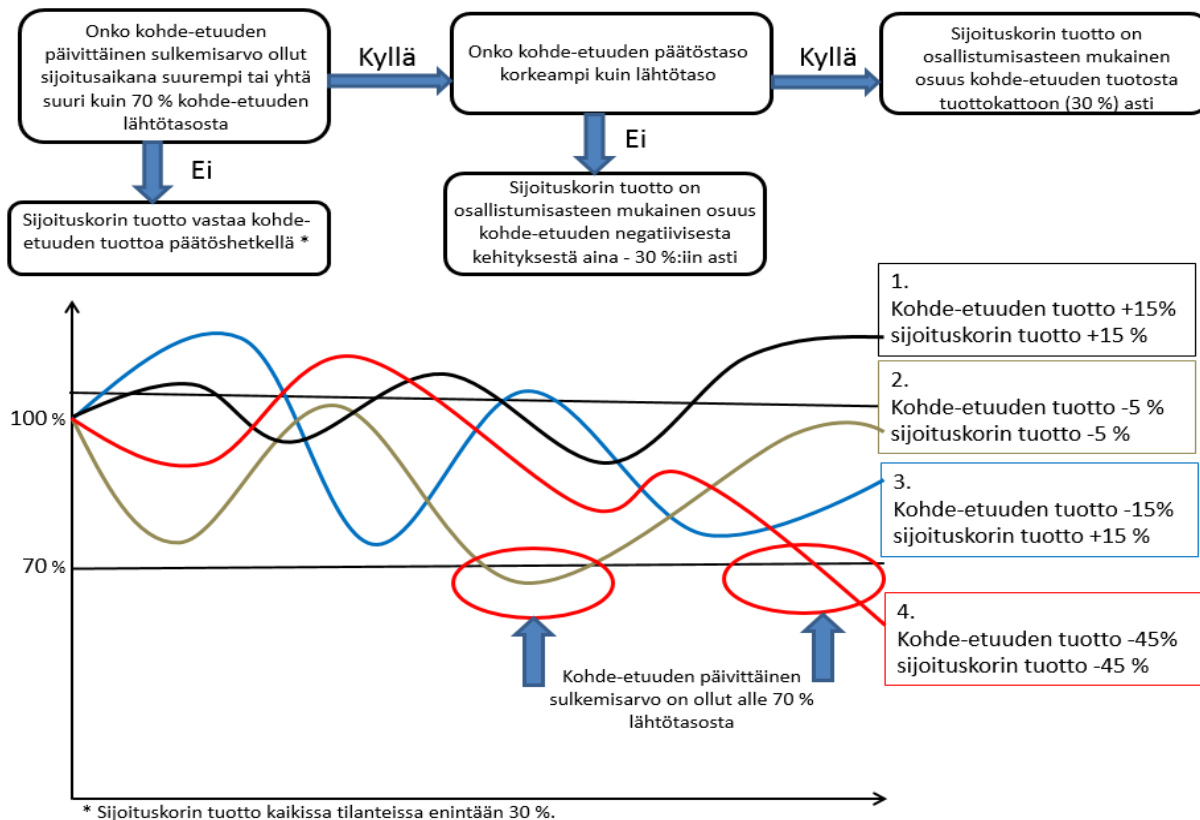 Onko kohde-etuuden
päivittäinen sulkemisarvo ollut
sijoitusaikana suurempi tai yhtä
suuri kuin 70 % kohde-etuuden
lähtötasosta
Kyllä
Onko kohde-etuuden päätöstaso
korkeampi kuin lähtötaso
Kyllä
Sijoituskorin tuotto on
osallistumisasteen mukainen
osuus kohde-etuuden tuotosta
tuottokattoon (30 %) asti
Ei
Ei
Sijoituskorin tuotto vastaa kohde-
etuuden tuottoa päätöshetkellä *
Sijoituskorin tuotto on
osallistumisasteen mukainen osuus
kohde-etuuden negatiivisesta
kehityksestä aina - 30 %:iin asti
1.
Kohde-etuuden tuotto +15%
sijoituskorin tuotto +15 %
2.
Kohde-etuuden tuotto -5 %
sijoituskorin tuotto -5 %
100 %
3.
Kohde-etuuden tuotto -15%
sijoituskorin tuotto +15 %
70 %
4.
Kohde-etuuden tuotto -45%
sijoituskorin tuotto -45 %
Kohde-etuuden päivittäinen
sulkemisarvo on ollut alle 70 %
lähtötasosta
* Sijoituskorin tuotto kaikissa tilanteissa enintään 30 %.